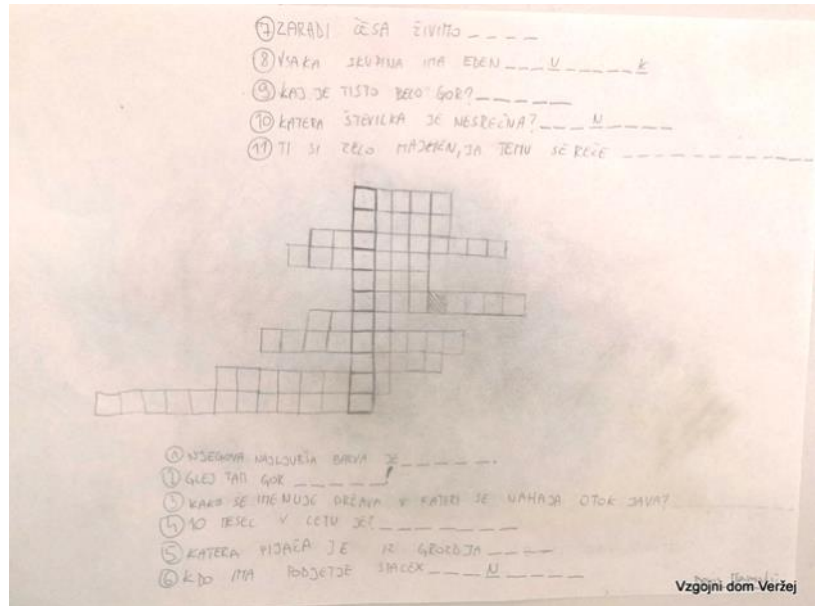 7 ZARADI ČESA ŽIVIMO _ _ _ _
8 VSAKA SKUPINA IMA EDEN _ _ _ V _ _ _ _ K
9 KAJ JE TISTO BELO GOR? _ _ _ _ _
10 KATERA ŠTEVILKA JE NESREČNA? _ _ _ N _ _ _ _
11 TI SI ZELO MAJHEN, JA TEMU SE REČE _ _ _ _ _ _ _ _ _ _ _ _
1 NJEGOVA NAJLJUBŠA BARVA JE _ _ _ _ _
2 GLEJ TAM GOR _ _ _ _ _!
3 KAKO SE IMENUJE DRŽAVA V KATERI SE NAHAJA OTOK JAVA?
4 10 MESEC V LETU JE? _ _ _ _ _ _ _
5 KATERA PIJAČA JE IZ GROZDJA _ _ _ _
6 KDO IMA PODJETJE SPACEX _ _ _ N _ _ _ _
Vzgojni dom Veržej